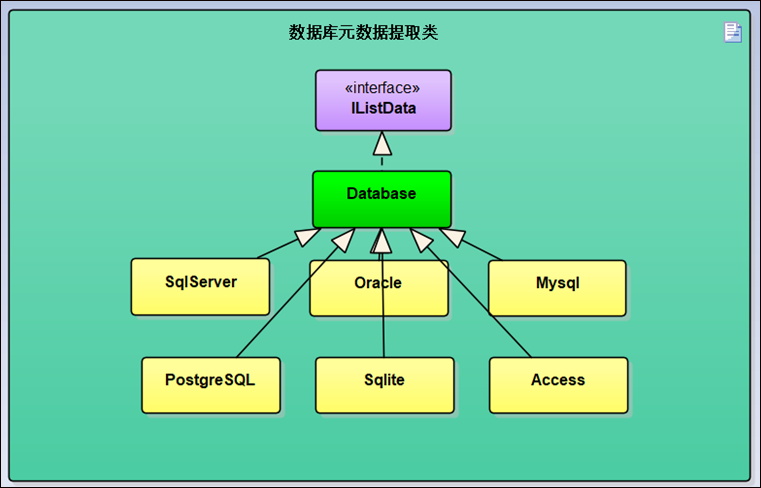 数据库元数据提取类
«interface»
IListData
Database
SqlServer
Oracle
Mysql
PostgreSQL
Sqlite
Access